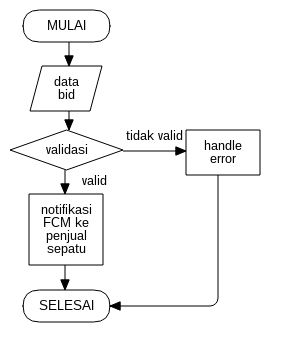 MULAI
data
bid
validasi
tidak valid
handle
error
valid
notifikasi
FCM ke
penjual
sepatu
SELESAI